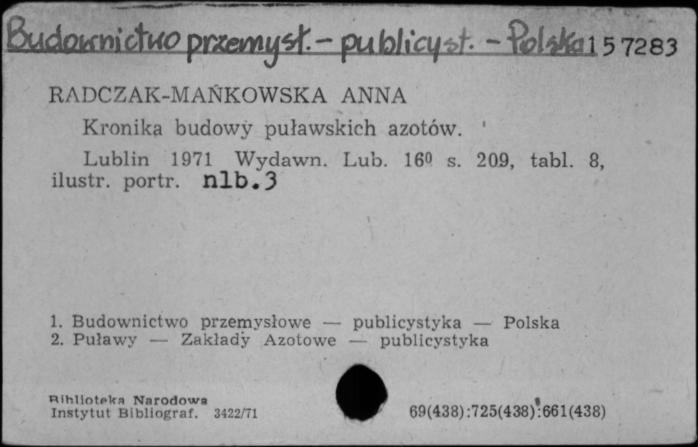 Budownictwo przemysł. – publicyst. – Polska 157283
RADCZAK-MAŃKOWSKA ANNA
Kronika budowy puławskich azotów.
Lublin 1971 Wydawn. Lub. 16⁰ s. 209, tabl. 8,
ilustr. portr. nlb.3
1. Budownictwo przemysłowe — publicystyka — Polska
2. Puławy — Zakłady Azotowe — publicystyka
Biblioteka Narodowa
Instytut Bibliograf. 3422/71
69(438):725(438):661(438)